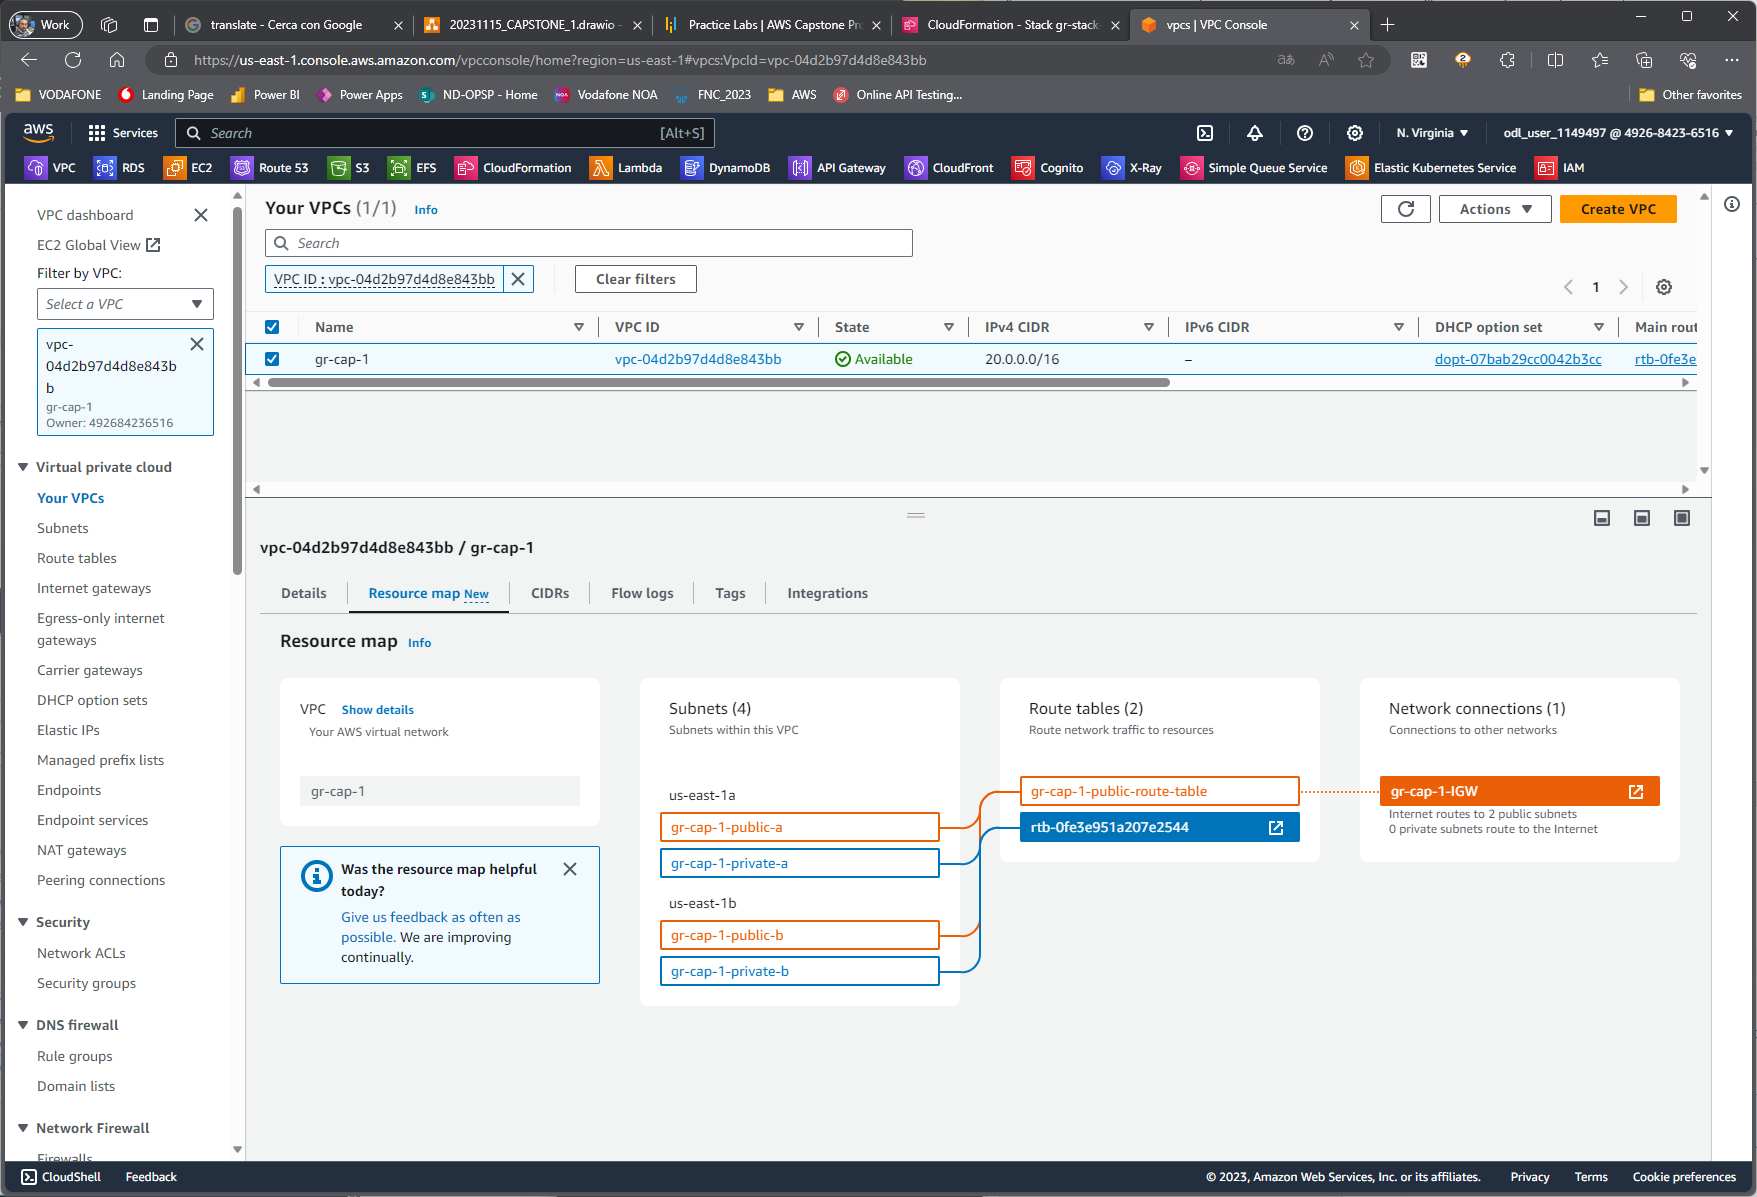 Work
translate - Cerca con Google
20231115_CAPSTONE_1.drawio -
Practice Labs | AWS Capstone Pr
CloudFormation - Stack gr-stack-
vpcs | VPC Console
https://us-east-1.console.aws.amazon.com/vpcconsole/home?region=us-east-1#vpcs:VpcId=vpc-04d2b97d4d8e843bb
VODAFONE
Landing Page
Power BI
Power Apps
ND-OPSP - Home
Vodafone NOA
FNC_2023
AWS
Online API Testing...
Other favorites
aws
Services
Search
[Alt+S]
N. Virginia
odl_user_1149497 @ 4926-8423-6516
VPC
RDS
EC2
Route 53
S3
EFS
CloudFormation
Lambda
DynamoDB
API Gateway
CloudFront
Cognito
X-Ray
Simple Queue Service
Elastic Kubernetes Service
IAM
VPC dashboard
EC2 Global View
Filter by VPC:
Select a VPC
vpc-
04d2b97d4d8e843b
b
gr-cap-1
Owner: 492684236516
Virtual private cloud
Your VPCs
Subnets
Route tables
Internet gateways
Egress-only internet
gateways
Carrier gateways
DHCP option sets
Elastic IPs
Managed prefix lists
Endpoints
Endpoint services
NAT gateways
Peering connections
Security
Network ACLs
Security groups
DNS firewall
Rule groups
Domain lists
Network Firewall
Firewalls
Your VPCs (1/1) Info
Actions
Create VPC
Search
VPC ID : vpc-04d2b97d4d8e843bb
Clear filters
1
Name
VPC ID
State
IPv4 CIDR
IPv6 CIDR
DHCP option set
Main rout
gr-cap-1
vpc-04d2b97d4d8e843bb
Available
20.0.0.0/16
–
dopt-07bab29cc0042b3cc
rtb-0fe3e
vpc-04d2b97d4d8e843bb / gr-cap-1
Details
Resource map New
CIDRs
Flow logs
Tags
Integrations
Resource map Info
VPC Show details
Your AWS virtual network
gr-cap-1
Was the resource map helpful
today?
Give us feedback as often as
possible. We are improving
continually.
Subnets (4)
Subnets within this VPC
us-east-1a
gr-cap-1-public-a
gr-cap-1-private-a
us-east-1b
gr-cap-1-public-b
gr-cap-1-private-b
Route tables (2)
Route network traffic to resources
gr-cap-1-public-route-table
rtb-0fe3e951a207e2544
Network connections (1)
Connections to other networks
gr-cap-1-IGW
Internet routes to 2 public subnets
0 private subnets route to the Internet
CloudShell
Feedback
© 2023, Amazon Web Services, Inc. or its affiliates.
Privacy
Terms
Cookie preferences